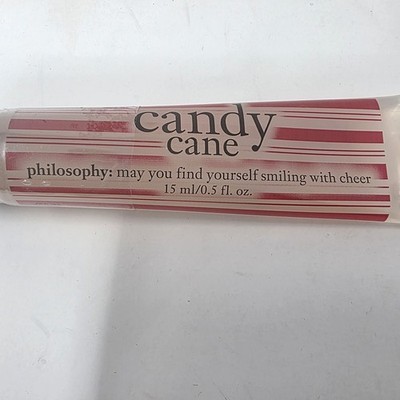 candy
cane
philosophy: may you find yourself smiling with cheer
15 ml/0.5 fl. oz.